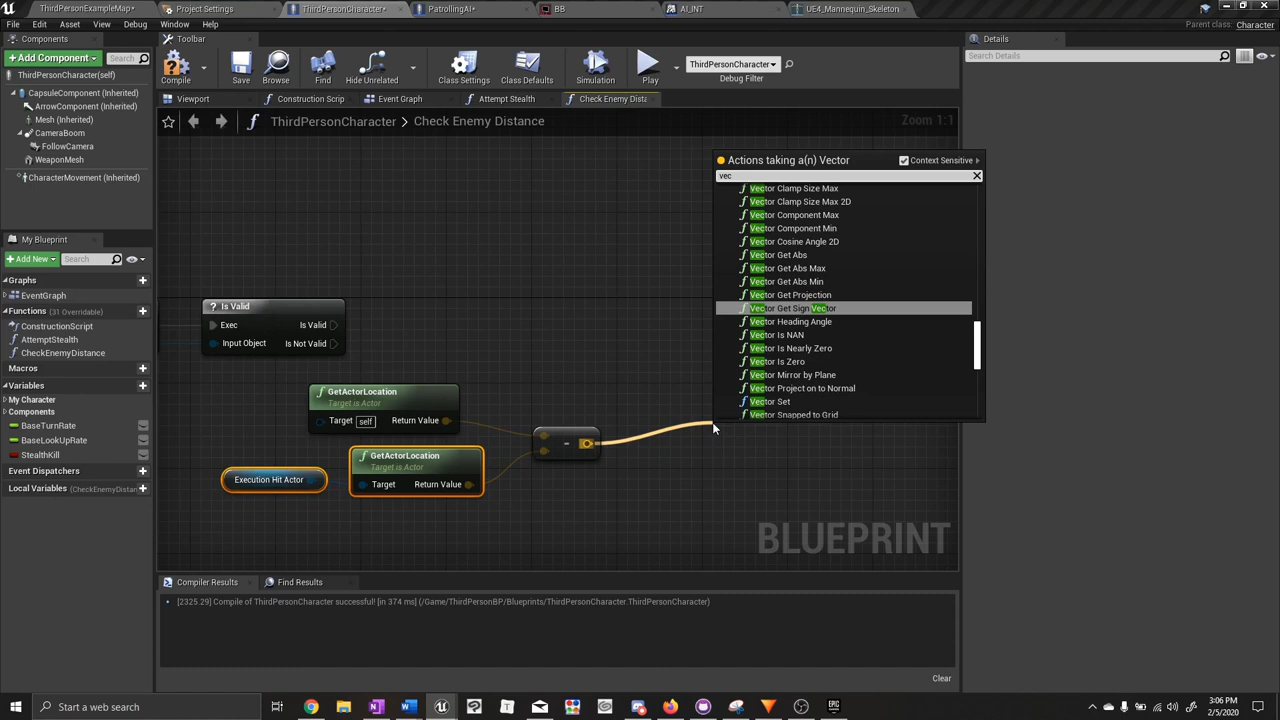 ThirdPersonExampleMap*
Project Settings
ThirdPersonCharacter*
PatrollingAI*
BB
AI_INT
UE4_Mannequin_Skeleton
File Edit Asset View Debug Window Help
Parent class: Character
Components
Toolbar
Details
+ Add Component
Search
Search Details
ThirdPersonCharacter(self)
Compile
Save
Browse
Find
Hide Unrelated
Class Settings
Class Defaults
Simulation
Play
ThirdPersonCharacter
Debug Filter
CapsuleComponent (Inherited)
ArrowComponent (Inherited)
Mesh (Inherited)
CameraBoom
FollowCamera
WeaponMesh
CharacterMovement (Inherited)
Viewport
Construction Scrip
Event Graph
Attempt Stealth
Check Enemy Dista
ThirdPersonCharacter > Check Enemy Distance
Zoom 1:1
Actions taking a(n) Vector
Context Sensitive
vec
Vector Clamp Size Max
Vector Clamp Size Max 2D
Vector Component Max
Vector Component Min
Vector Cosine Angle 2D
Vector Get Abs
Vector Get Abs Max
Vector Get Abs Min
Vector Get Projection
Vector Get Sign Vector
Vector Heading Angle
Vector Is NAN
Vector Is Nearly Zero
Vector Is Zero
Vector Mirror by Plane
Vector Project on to Normal
Vector Set
Vector Snapped to Grid
My Blueprint
+ Add New
Search
Graphs
EventGraph
Functions (31 Overridable)
ConstructionScript
AttemptStealth
CheckEnemyDistance
Macros
Variables
My Character
Components
BaseTurnRate
BaseLookUpRate
StealthKill
Event Dispatchers
Local Variables (CheckEnemyDistan
? Is Valid
Exec Is Valid
Input Object Is Not Valid
GetActorLocation
Target is Actor
Target self Return Value
GetActorLocation
Target is Actor
Target Return Value
Execution Hit Actor
-
BLUEPRINT
Compiler Results
Find Results
[2325.29] Compile of ThirdPersonCharacter successful! [in 374 ms] (/Game/ThirdPersonBP/Blueprints/ThirdPersonCharacter.ThirdPersonCharacter)
Clear
Start a web search
3:06 PM
2/5/2020